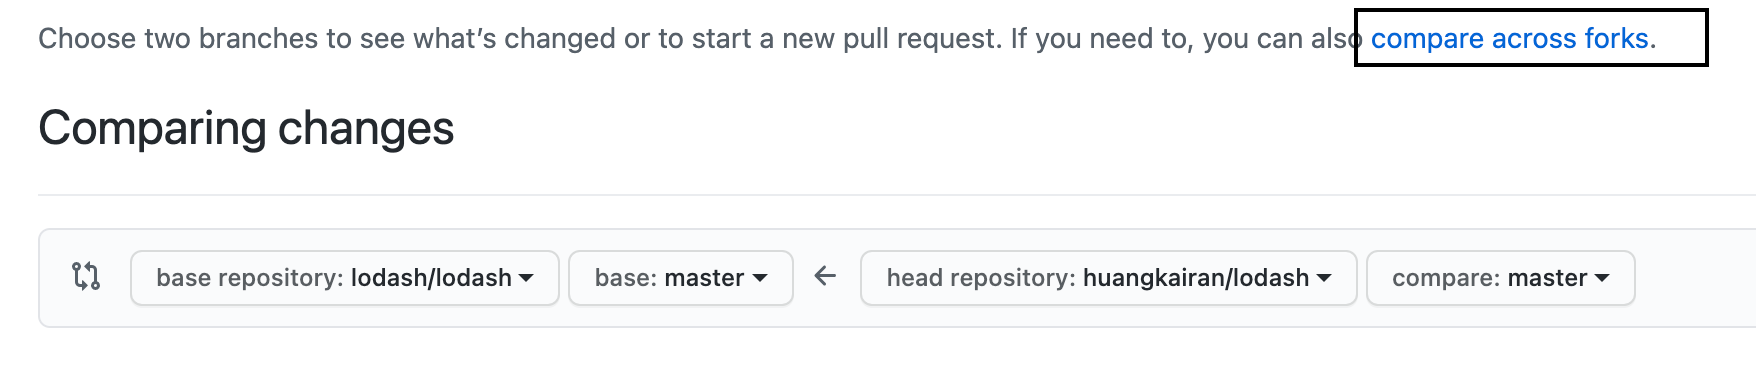 Choose two branches to see what’s changed or to start a new pull request. If you need to, you can also compare across forks.
Comparing changes
base repository: lodash/lodash base: master ← head repository: huangkairan/lodash compare: master